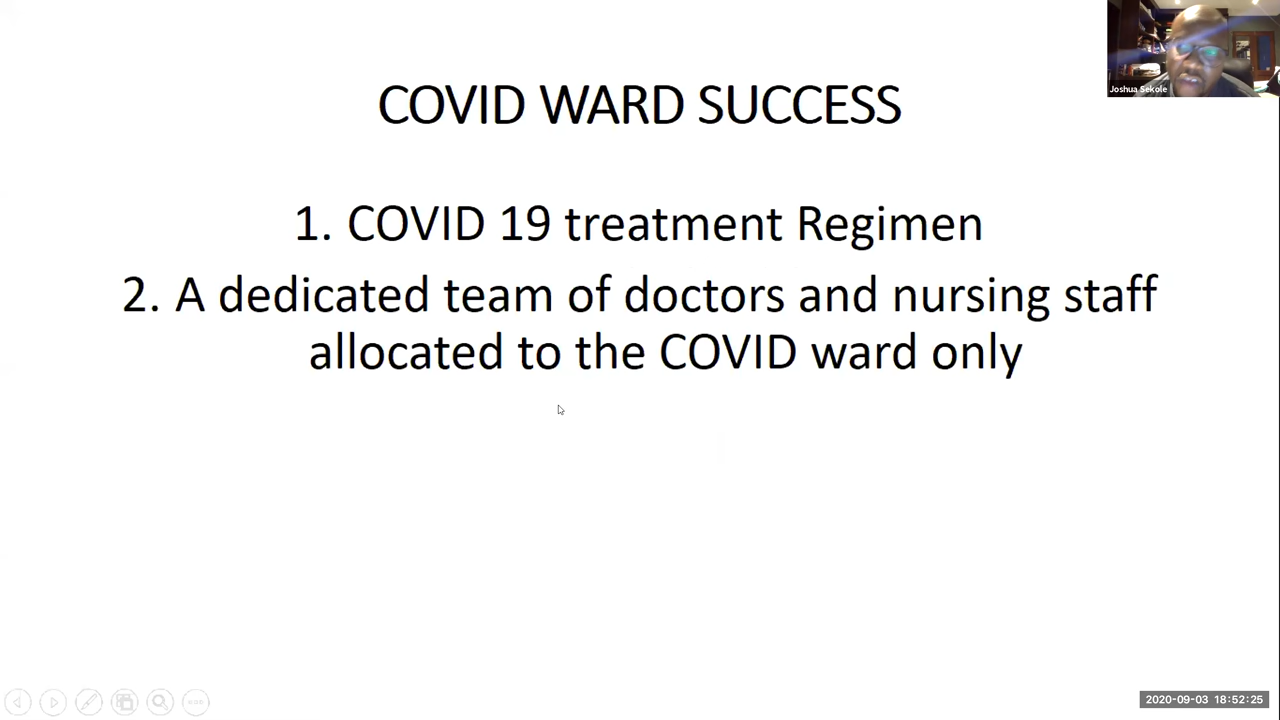 Joshua Sekole
COVID WARD SUCCESS
1. COVID 19 treatment Regimen
2. A dedicated team of doctors and nursing staff
allocated to the COVID ward only
2020-09-03 18:52:25